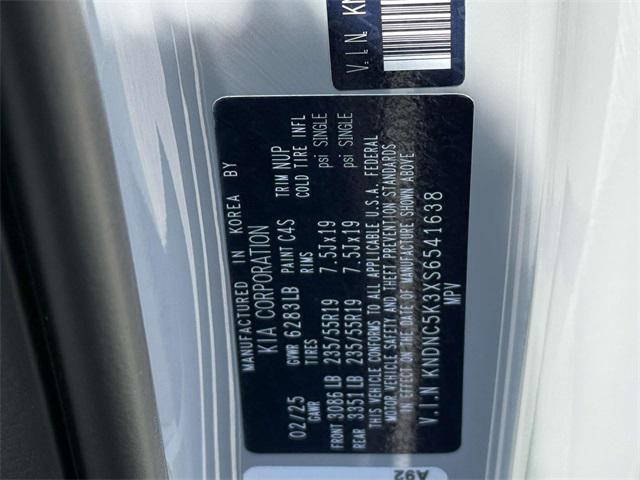 V.I.N. KN
MANUFACTURED IN KOREA BY
KIA CORPORATION
02/25 GVWR 6283LB PAINT C4S TRIM NUP
GAWR TIRES RIMS COLD TIRE INFL
FRONT 3086LB 235/55R19 7.5Jx19 psi SINGLE
REAR 3351LB 235/55R19 7.5Jx19 psi SINGLE
THIS VEHICLE CONFORMS TO ALL APPLICABLE U.S.A. FEDERAL
MOTOR VEHICLE SAFETY AND THEFT PREVENTION STANDARDS
IN EFFECT ON THE DATE OF MANUFACTURE SHOWN ABOVE
V.I.N KNDNC5K3XS6541638
MPV
A92